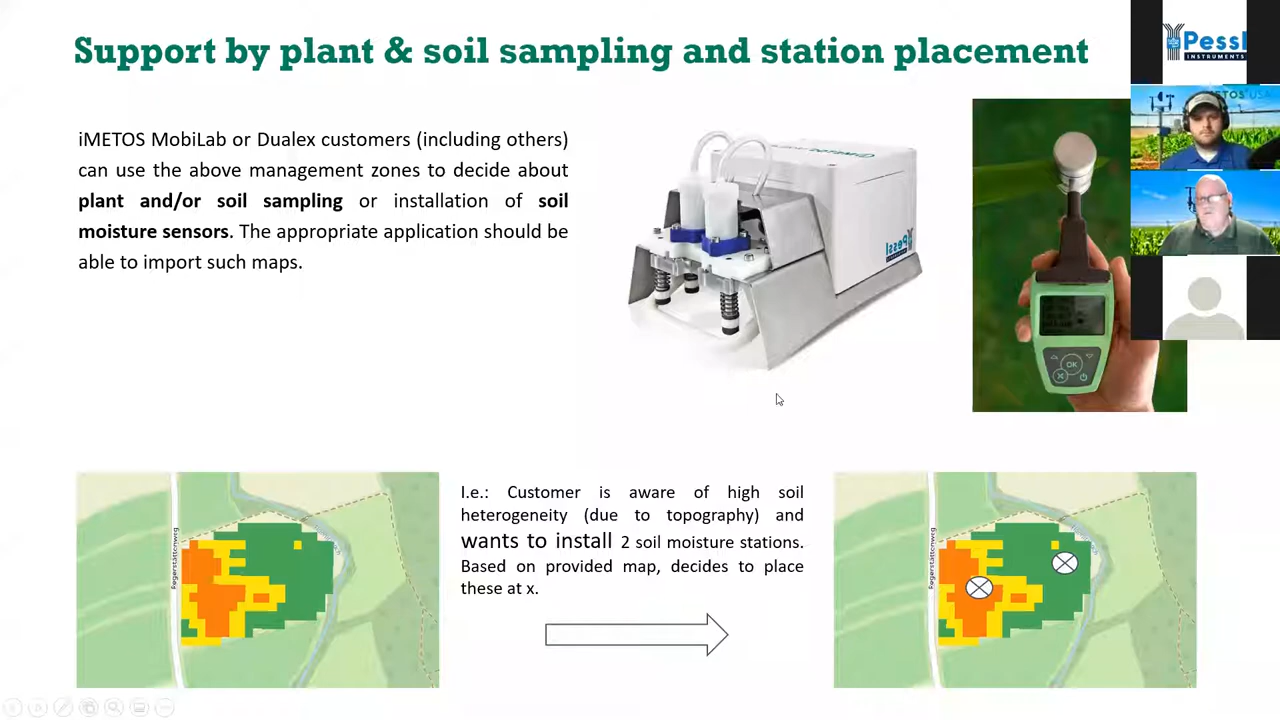 Support by plant & soil sampling and station placement
Pessl
INSTRUMENTS
iMETOS MobiLab or Dualex customers (including others)
can use the above management zones to decide about
plant and/or soil sampling or installation of soil
moisture sensors. The appropriate application should be
able to import such maps.
Pessl
OK
I.e.: Customer is aware of high soil
heterogeneity (due to topography) and
wants to install 2 soil moisture stations.
Based on provided map, decides to place
these at x.